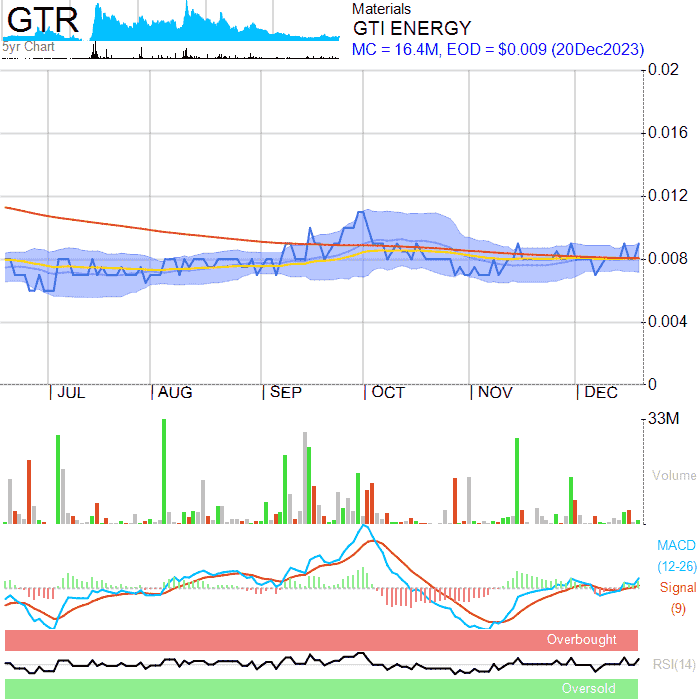 GTR
5yr Chart
Materials
GTI ENERGY
MC = 16.4M, EOD = $0.009 (20Dec2023)
0.02
0.016
0.012
0.008
0.004
0
JUL AUG SEP OCT NOV DEC
33M
Volume
MACD
(12-26)
Signal
(9)
Overbought
RSI(14)
Oversold